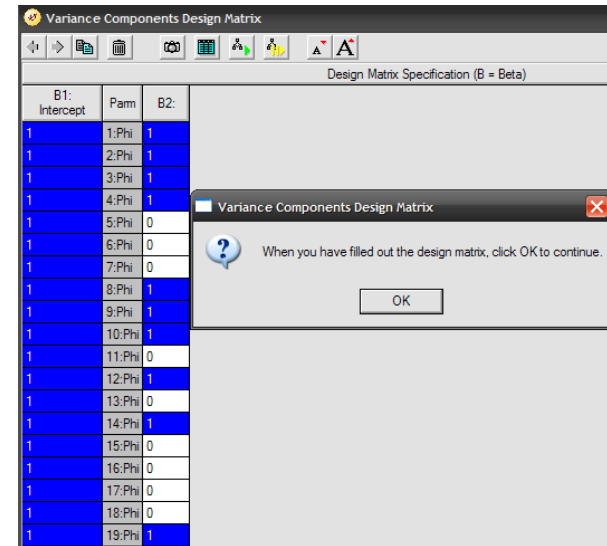 Variance Components Design Matrix
A A
Design Matrix Specification (B = Beta)
B1: Intercept Parm B2:
1 1:Phi 1
1 2:Phi 1
1 3:Phi 1
1 4:Phi 1
1 5:Phi 0
1 6:Phi 0
1 7:Phi 0
1 8:Phi 1
1 9:Phi 1
1 10:Phi 1
1 11:Phi 0
1 12:Phi 1
1 13:Phi 0
1 14:Phi 1
1 15:Phi 0
1 16:Phi 0
1 17:Phi 0
1 18:Phi 0
1 19:Phi 1
Variance Components Design Matrix
When you have filled out the design matrix, click OK to continue.
OK